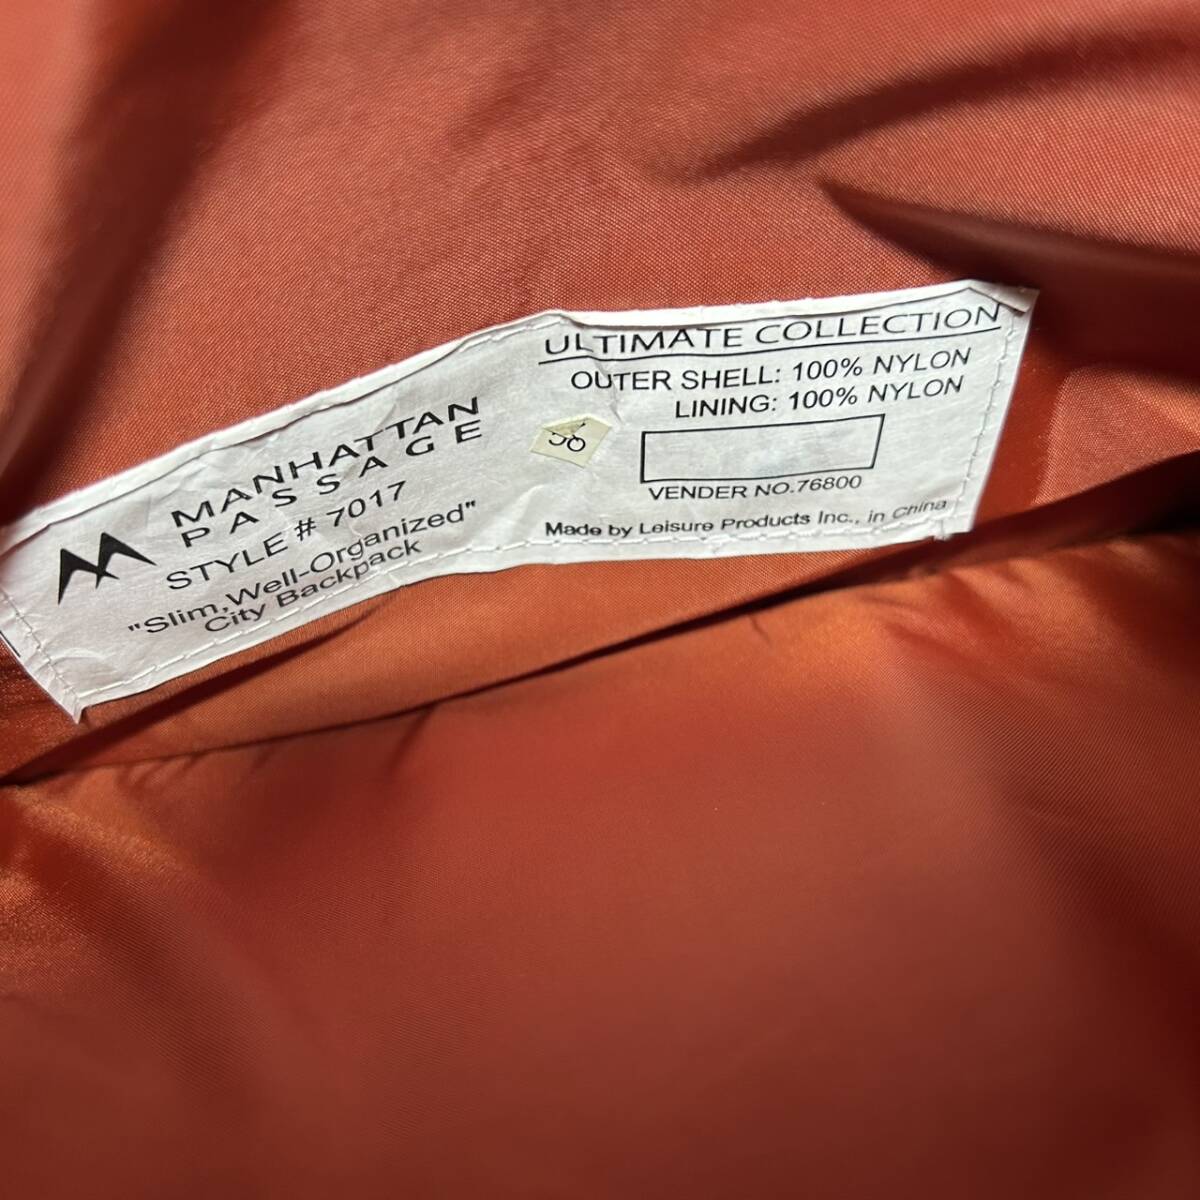 MANHATTAN
PASSAGE
STYLE # 7017
"Slim,Well-Organized"
City Backpack
ULTIMATE COLLECTION
OUTER SHELL: 100% NYLON
LINING: 100% NYLON
VENDER NO.76800
Made by Leisure Products Inc., in China